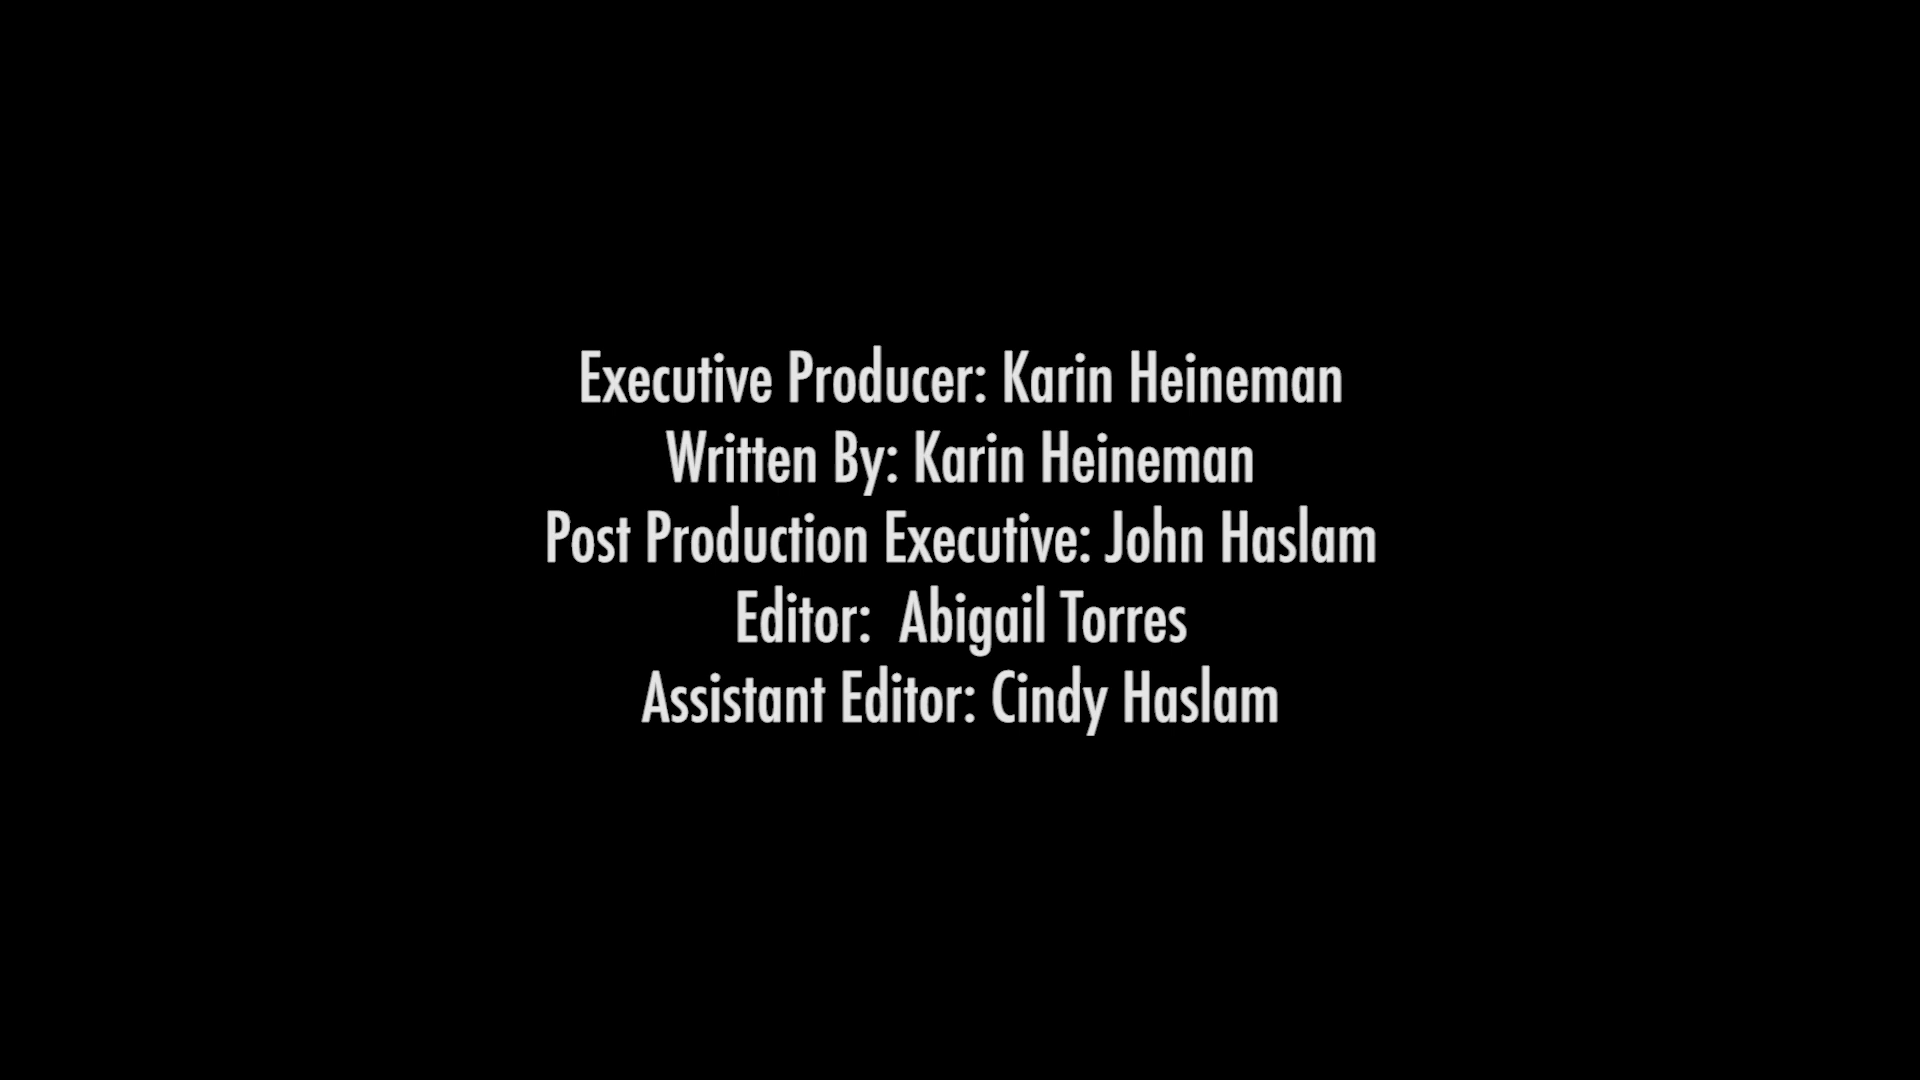 Executive Producer: Karin Heineman
Written By: Karin Heineman
Post Production Executive: John Haslam
Editor:  Abigail Torres
Assistant Editor: Cindy Haslam